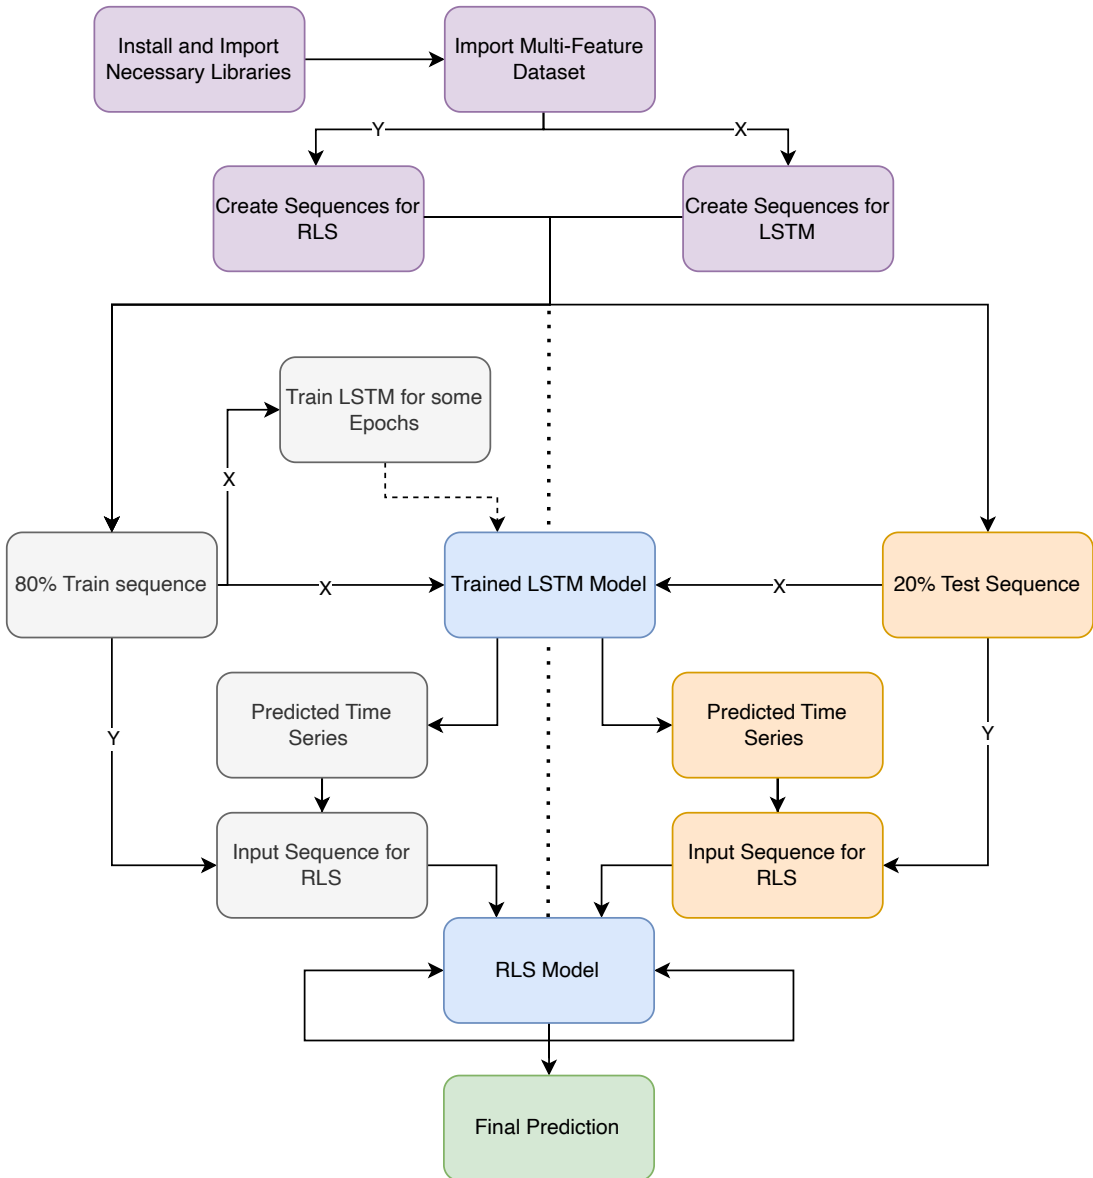 Install and Import
Necessary Libraries
Import Multi-Feature
Dataset
Y
X
Create Sequences for
RLS
Create Sequences for
LSTM
Train LSTM for some
Epochs
X
80% Train sequence
X
Trained LSTM Model
X
20% Test Sequence
Y
Predicted Time
Series
Predicted Time
Series
Y
Input Sequence for
RLS
Input Sequence for
RLS
RLS Model
Final Prediction